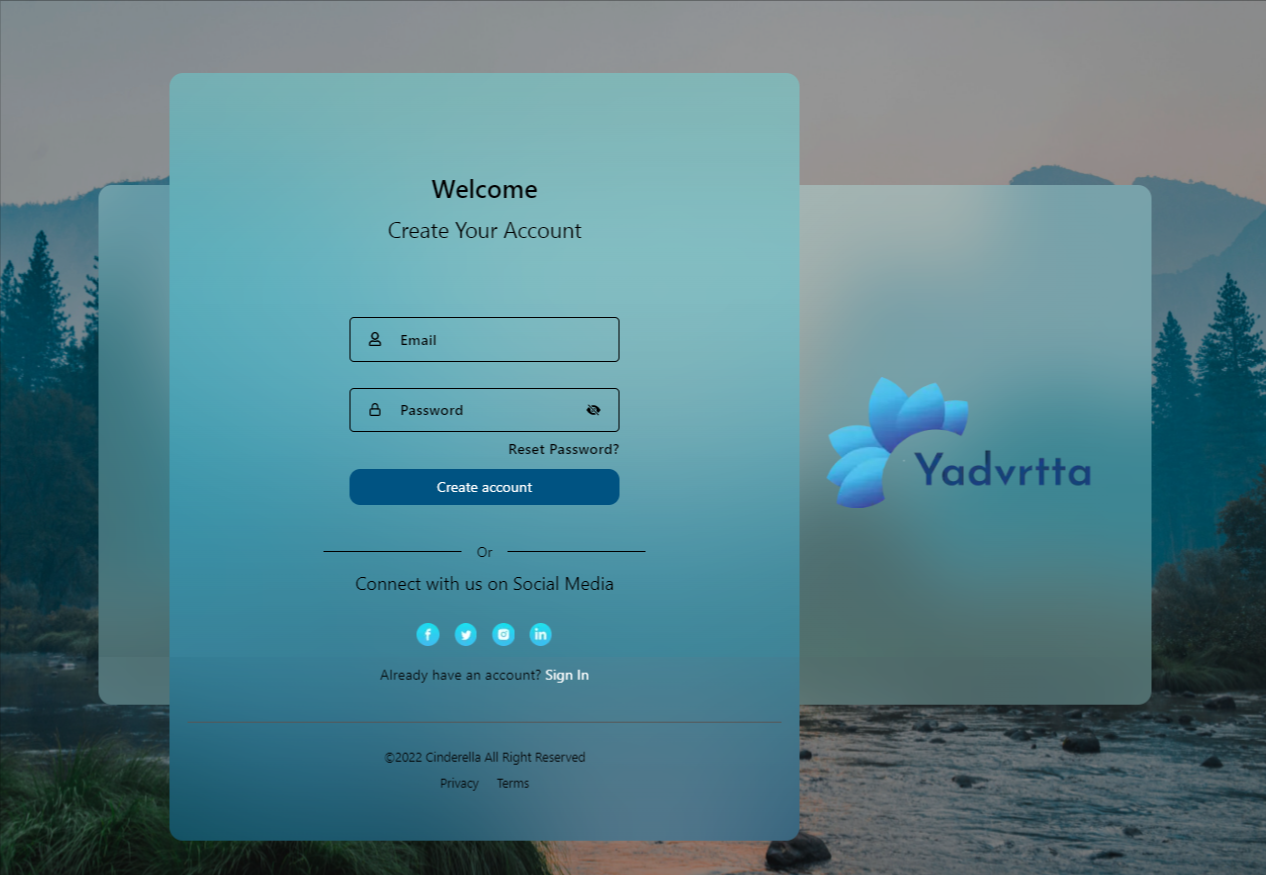 Welcome
Create Your Account
Email
Password
Reset Password?
Create account
Or
Connect with us on Social Media
Already have an account? Sign In
©2022 Cinderella All Right Reserved
Privacy Terms
Yadvrtta